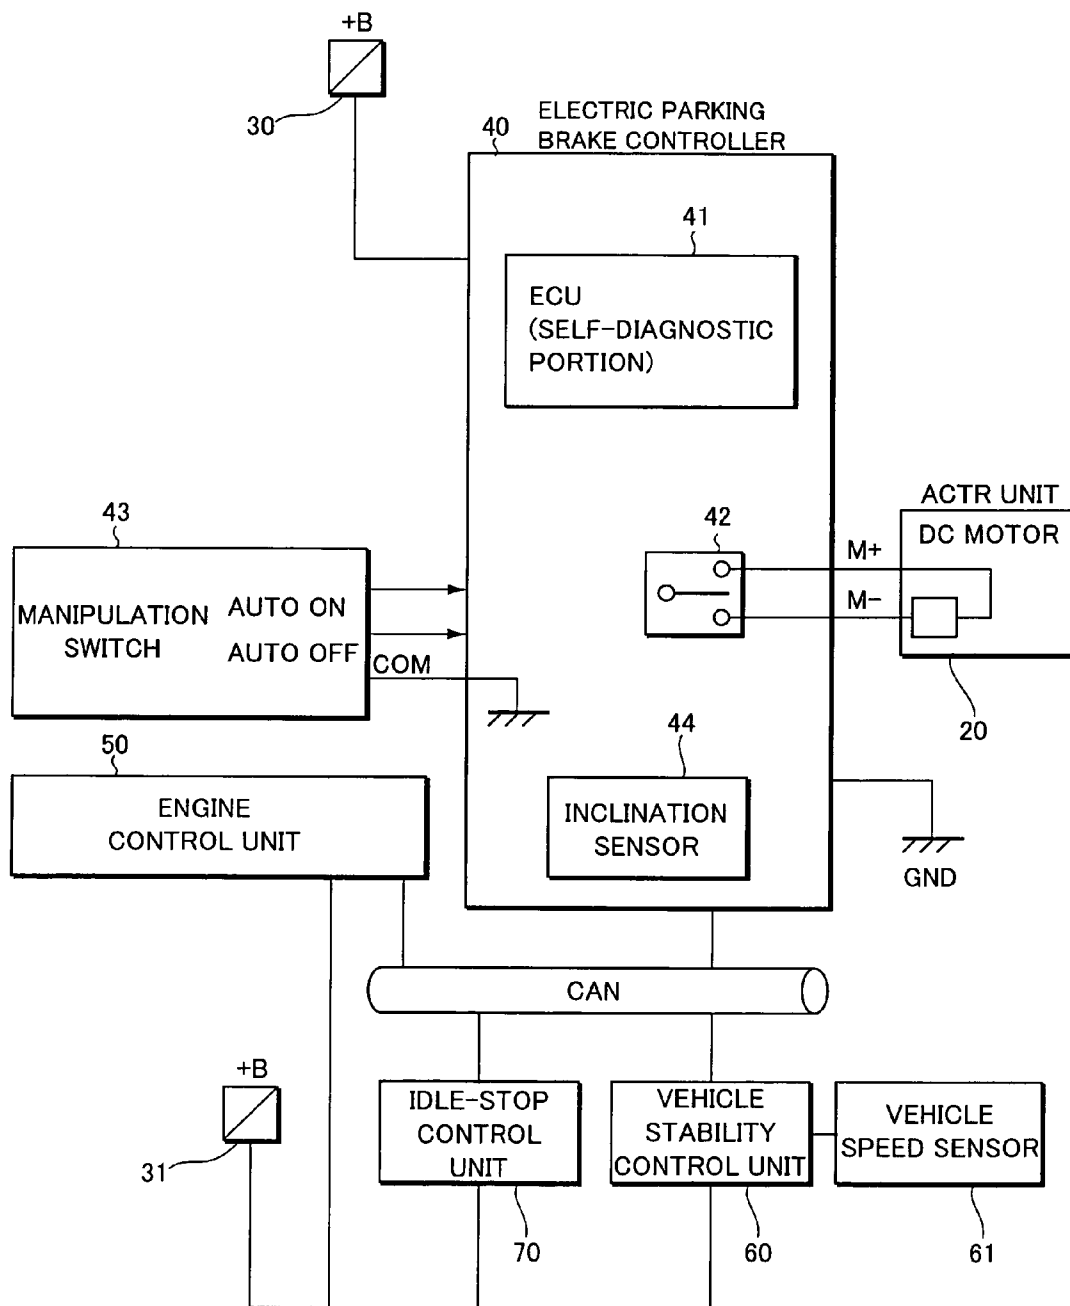 +B
30
ELECTRIC PARKING
BRAKE CONTROLLER
40
41
ECU
(SELF-DIAGNOSTIC
PORTION)
43
MANIPULATION
SWITCH
AUTO ON
AUTO OFF
COM
42
M+
M-
ACTR UNIT
DC MOTOR
20
50
ENGINE
CONTROL UNIT
44
INCLINATION
SENSOR
GND
CAN
+B
31
IDLE-STOP
CONTROL
UNIT
70
VEHICLE
STABILITY
CONTROL UNIT
60
VEHICLE
SPEED SENSOR
61